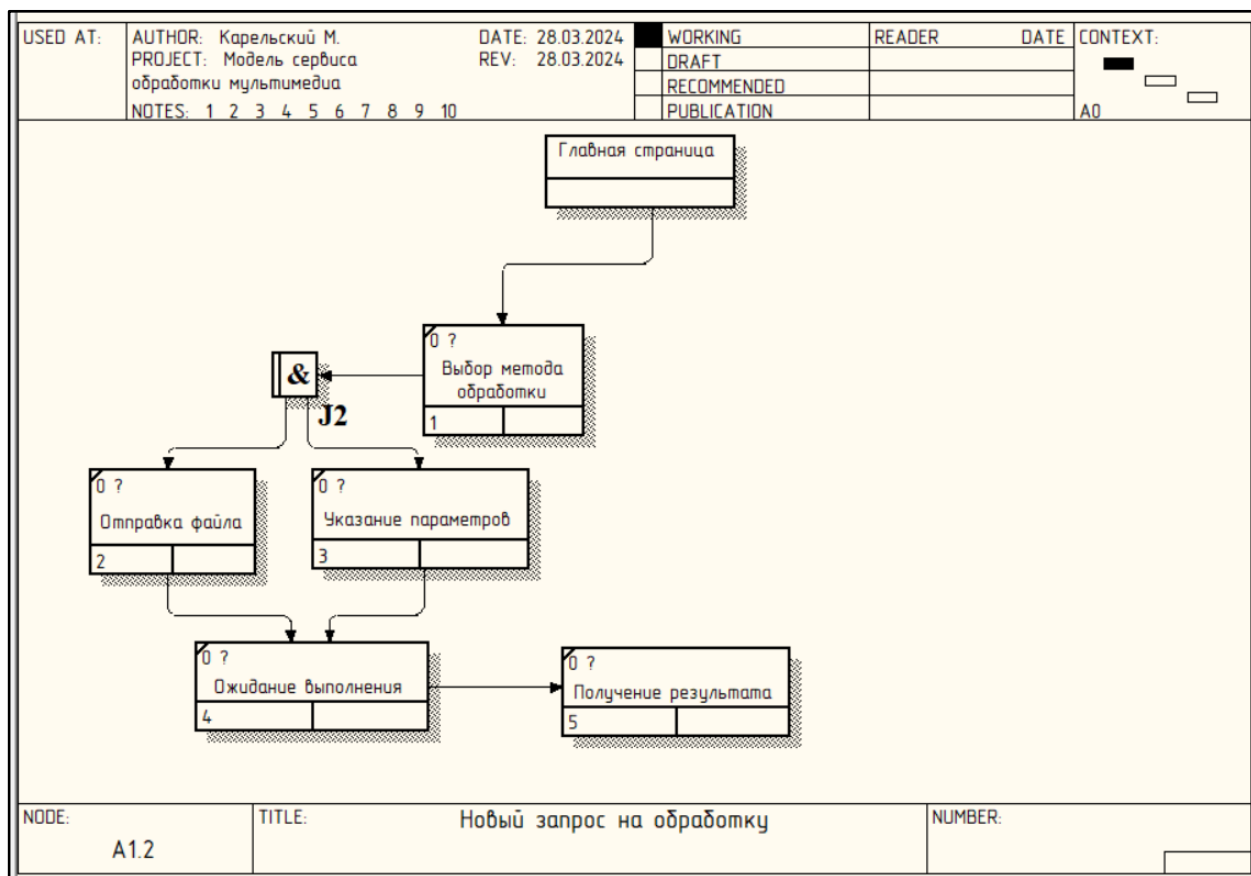 USED AT:
AUTHOR: Карельский М.
DATE: 28.03.2024
PROJECT: Модель сервиса
REV: 28.03.2024
обработки мультимедиа
NOTES: 1 2 3 4 5 6 7 8 9 10
WORKING
DRAFT
RECOMMENDED
PUBLICATION
READER DATE
CONTEXT:
A0
Главная страница
0 ?
Выбор метода
обработки
1
&
J2
0 ?
Отправка файла
2
0 ?
Указание параметров
3
0 ?
Ожидание выполнения
4
0 ?
Получение результата
5
NODE:
A1.2
TITLE:
Новый запрос на обработку
NUMBER: